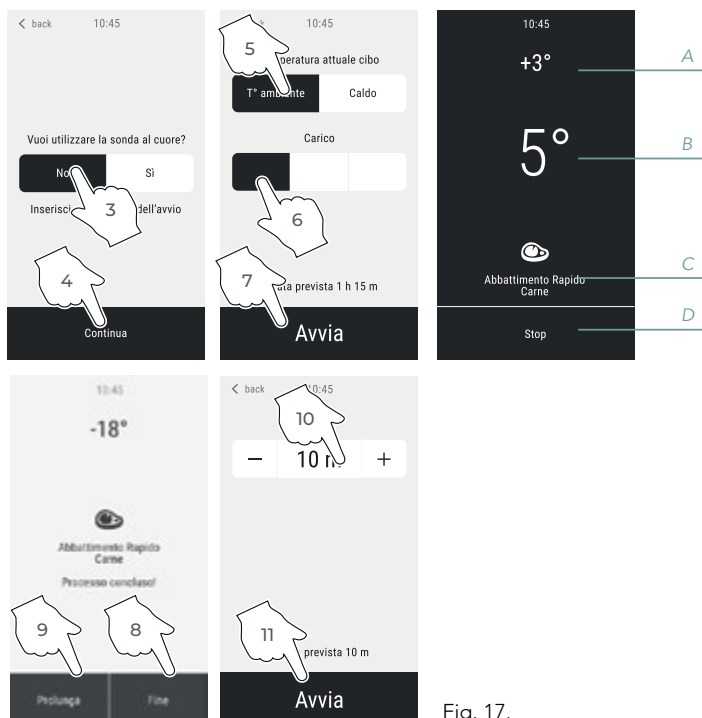 back 10:45
Vuoi utilizzare la sonda al cuore?
No Sì
Inserisci dell'avvio
3
4
Continua
10:45
5
peratura attuale cibo
T° ambiente Caldo
Carico
6
7
prevista 1 h 15 m
Avvia
10:45
+3° A
5° B
Abbattimento Rapido C
Carne
Stop D
10:45
-18°
Abbattimento Rapido
Carne
Processo concluso!
9 8
Prolunga Fine
back 10:45
10
− 10 m +
11
prevista 10 m
Avvia
Fig. 17.